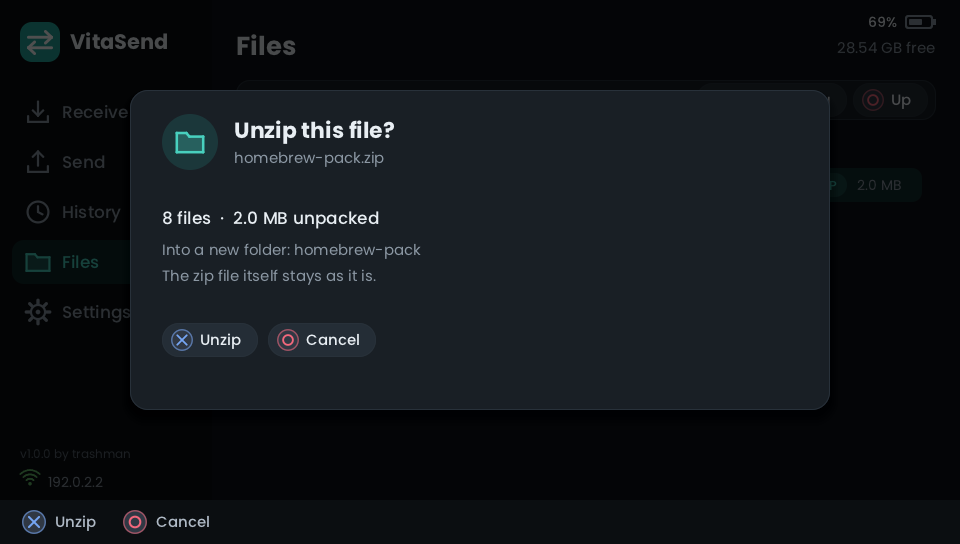 VitaSend
69%
Files
28.54 GB free
Receive
Up
Unzip this file?
homebrew-pack.zip
Send
2.0 MB
History
8 files · 2.0 MB unpacked
Into a new folder: homebrew-pack
Files
The zip file itself stays as it is.
Settings
Unzip
Cancel
v1.0.0 by trashman
192.0.2.2
Unzip
Cancel